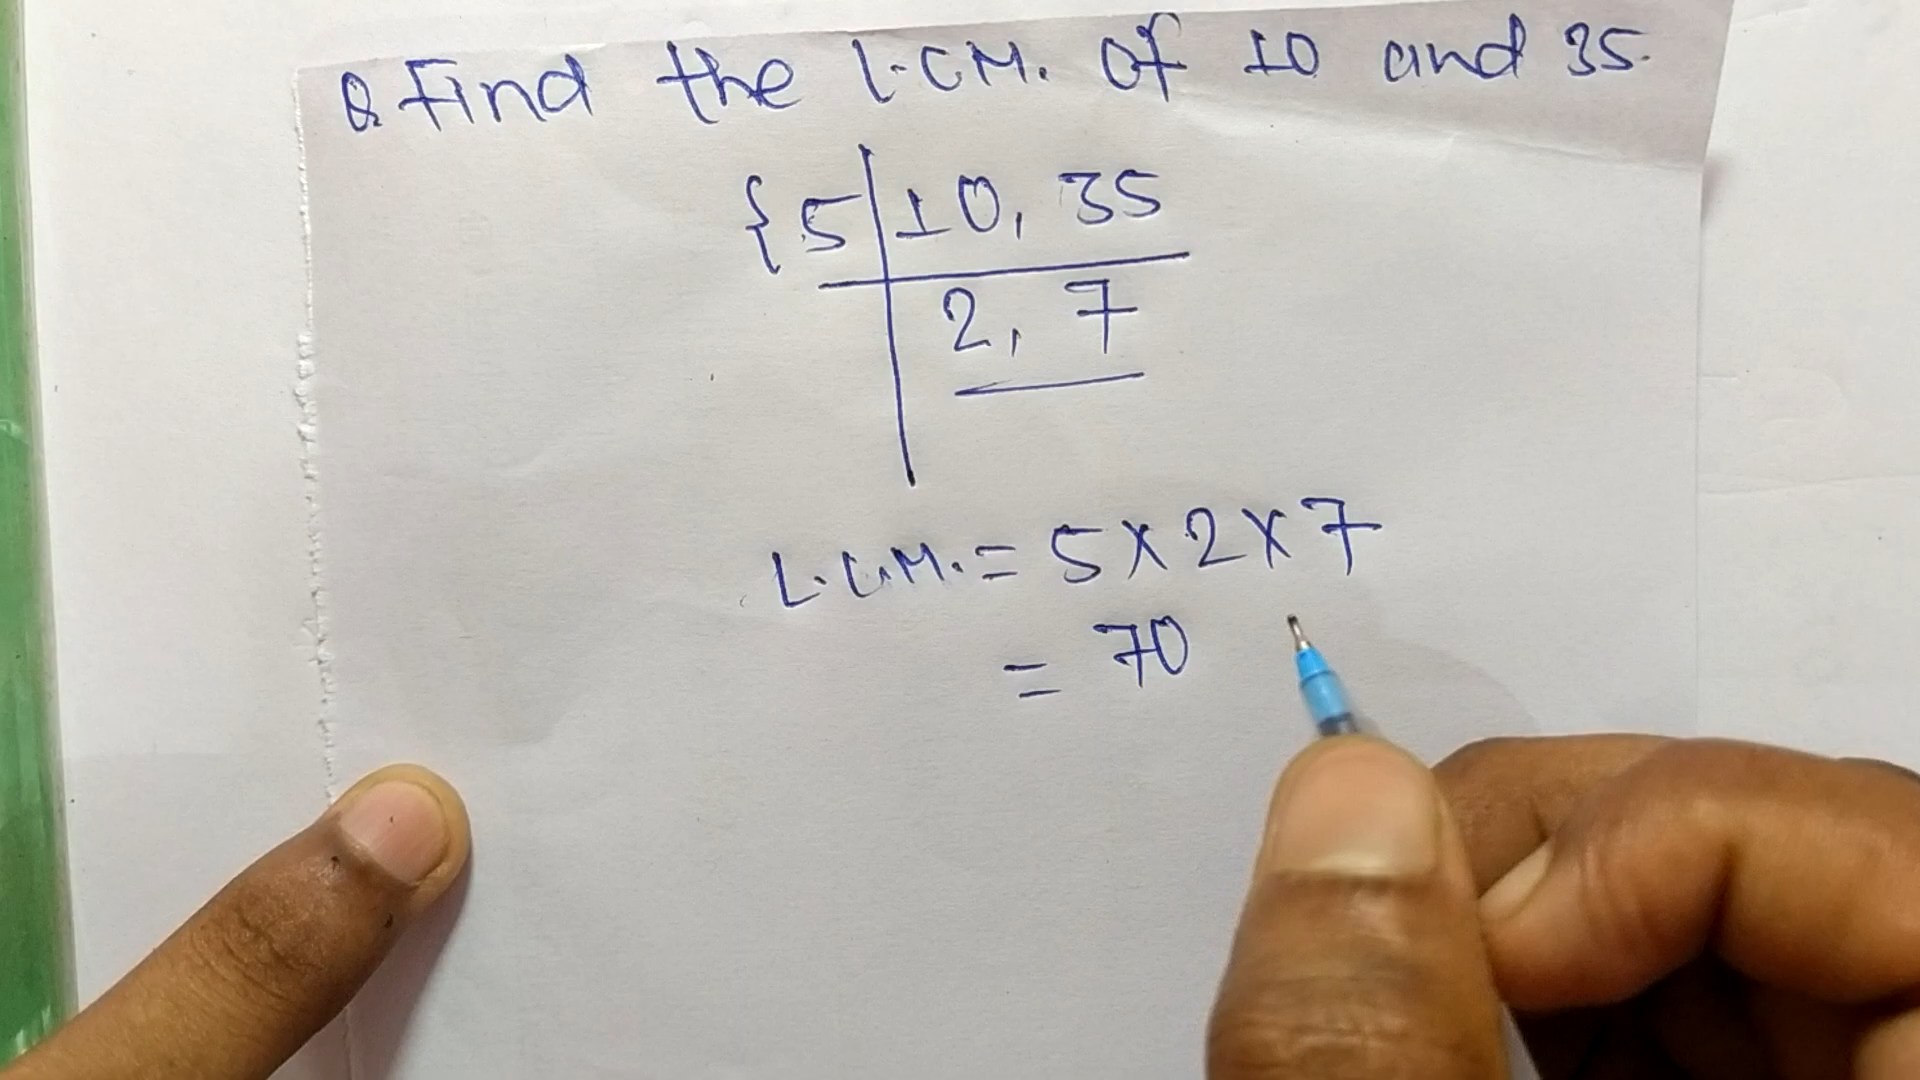 Q Find the L.C.M. Of 10 and 35.
{5|10, 35
2, 7
L.C.M. = 5 × 2 × 7
= 70